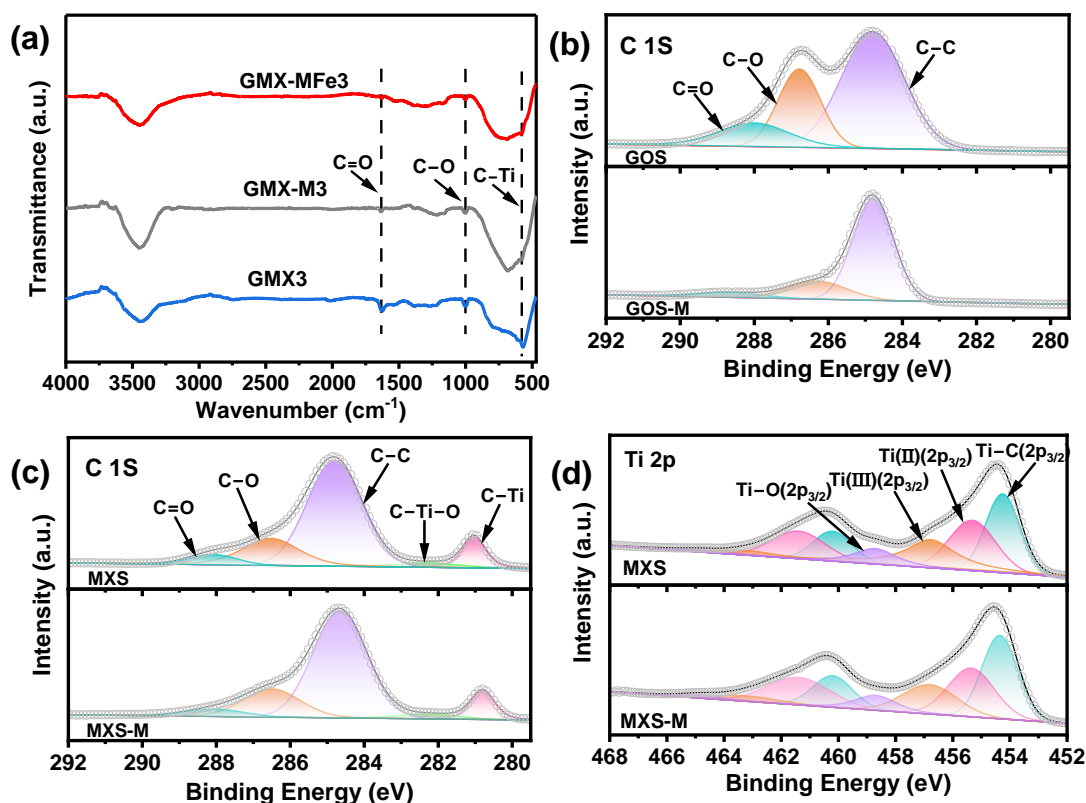 (a)
GMX-MFe3
C=O
C−O
C−Ti
GMX-M3
GMX3
Transmittance (a.u.)
4000 3500 3000 2500 2000 1500 1000 500
Wavenumber (cm-1)
(b)
C 1S
C=O
C−O
C−C
GOS
GOS-M
Intensity (a.u.)
292 290 288 286 284 282 280
Binding Energy (eV)
(c)
C 1S
C=O
C−O
C−C
C−Ti−O
C−Ti
MXS
MXS-M
Intensity (a.u.)
292 290 288 286 284 282 280
Binding Energy (eV)
(d)
Ti 2p
Ti−O(2p3/2)
Ti(III)(2p3/2)
Ti(II)(2p3/2)
Ti−C(2p3/2)
MXS
MXS-M
Intensity (a.u.)
468 466 464 462 460 458 456 454 452
Binding Energy (eV)